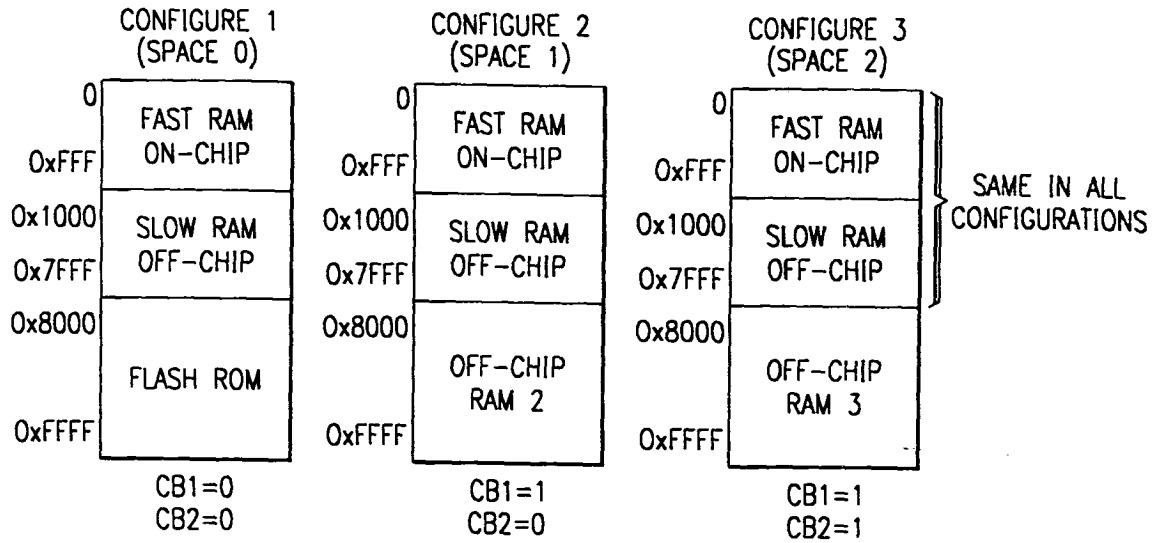 CONFIGURE 1
(SPACE 0)
0
FAST RAM
ON-CHIP
0xFFF
0x1000
SLOW RAM
OFF-CHIP
0x7FFF
0x8000
FLASH ROM
0xFFFF
CB1=0
CB2=0
CONFIGURE 2
(SPACE 1)
0
FAST RAM
ON-CHIP
0xFFF
0x1000
SLOW RAM
OFF-CHIP
0x7FFF
0x8000
OFF-CHIP
RAM 2
0xFFFF
CB1=1
CB2=0
CONFIGURE 3
(SPACE 2)
0
FAST RAM
ON-CHIP
0xFFF
0x1000
SLOW RAM
OFF-CHIP
0x7FFF
0x8000
OFF-CHIP
RAM 3
0xFFFF
CB1=1
CB2=1
SAME IN ALL
CONFIGURATIONS